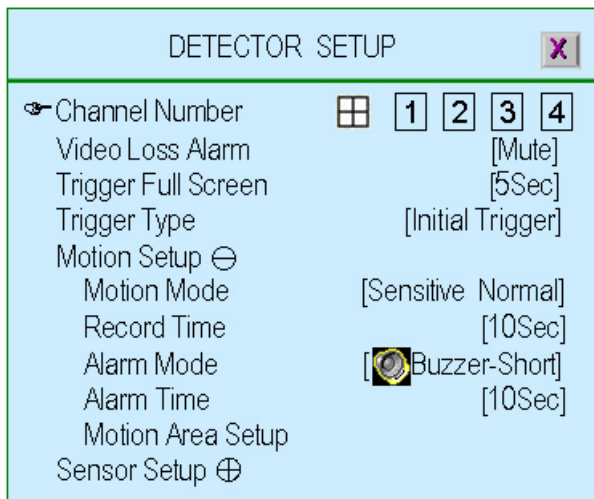 DETECTOR SETUP X
Channel Number 1 2 3 4
Video Loss Alarm [Mute]
Trigger Full Screen [5Sec]
Trigger Type [Initial Trigger]
Motion Setup
Motion Mode [Sensitive Normal]
Record Time [10Sec]
Alarm Mode [Buzzer-Short]
Alarm Time [10Sec]
Motion Area Setup
Sensor Setup